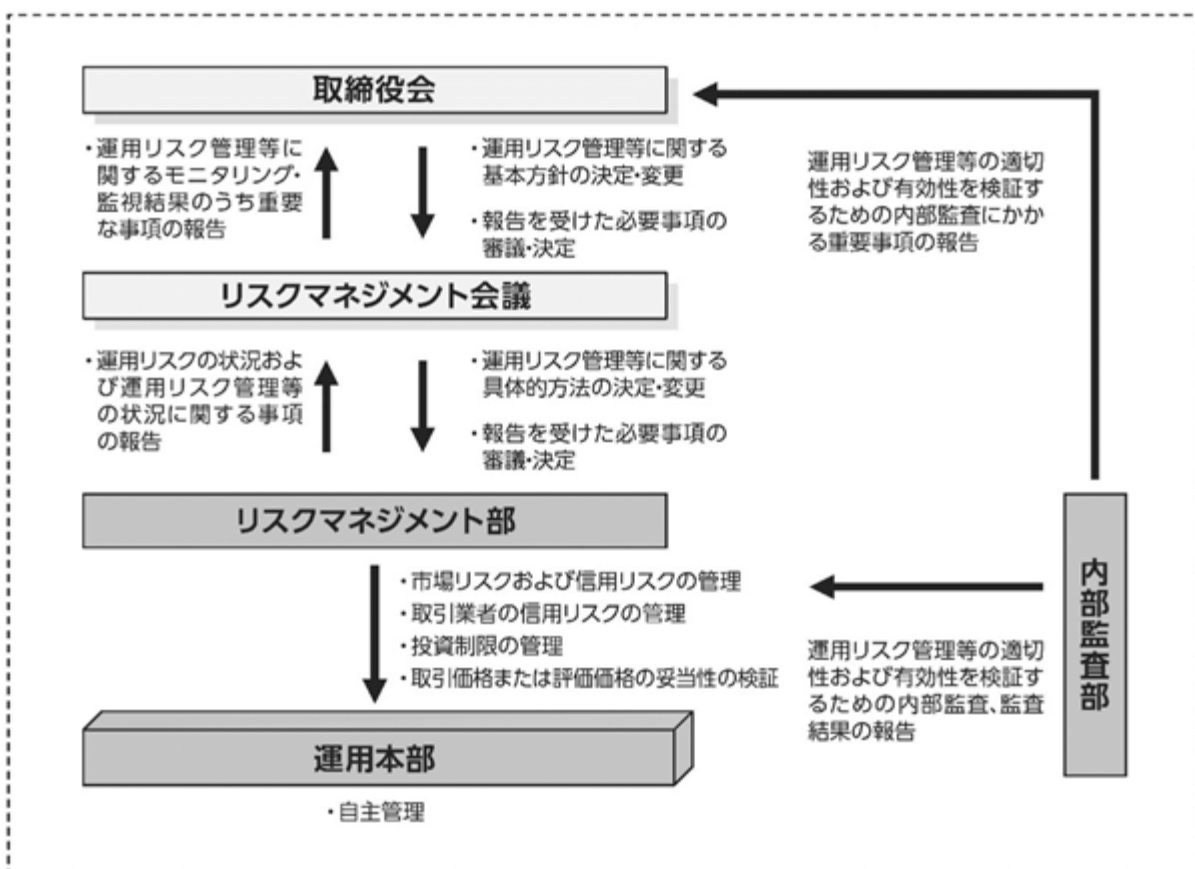 取締役会
・運用リスク管理等に
関するモニタリング・
監視結果のうち重要
な事項の報告
・運用リスク管理等に関する
基本方針の決定・変更
・報告を受けた必要事項の
審議・決定
運用リスク管理等の適切
性および有効性を検証す
るための内部監査にかか
る重要事項の報告
リスクマネジメント会議
・運用リスクの状況およ
び運用リスク管理等
の状況に関する事項
の報告
・運用リスク管理等に関する
具体的方法の決定・変更
・報告を受けた必要事項の
審議・決定
リスクマネジメント部
・市場リスクおよび信用リスクの管理
・取引業者の信用リスクの管理
・投資制限の管理
・取引価格または評価価格の妥当性の検証
内部監査部
運用リスク管理等の適切
性および有効性を検証す
るための内部監査、監査
結果の報告
運用本部
・自主管理